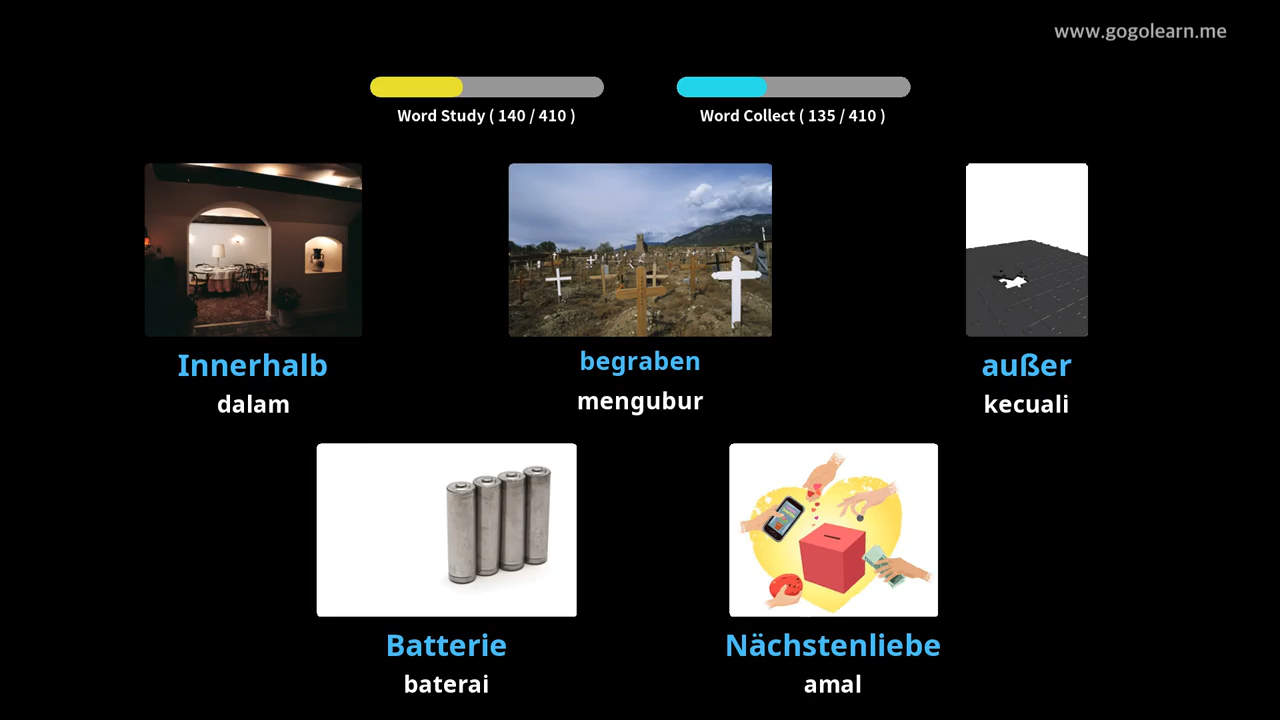 www.gogolearn.me
Word Study ( 140 / 410 )
Word Collect ( 135 / 410 )
Innerhalb
dalam
begraben
mengubur
außer
kecuali
Batterie
baterai
Nächstenliebe
amal